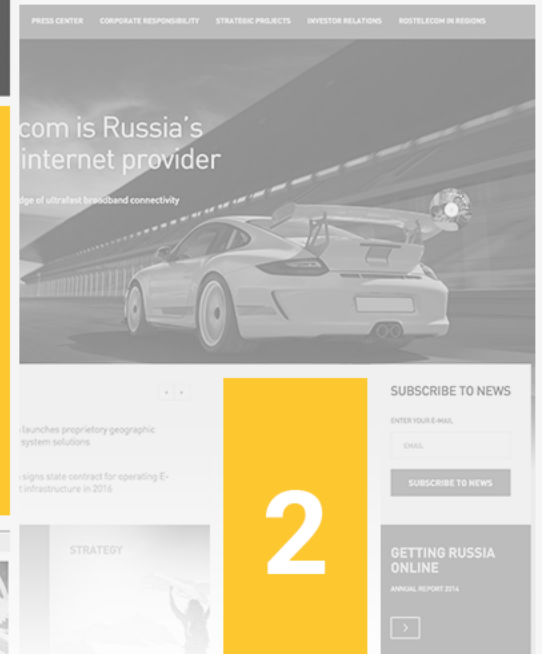 PRESS CENTER CORPORATE RESPONSIBILITY STRATEGIC PROJECTS INVESTOR RELATIONS ROSTELECOM IN REGIONS
com is Russia's
internet provider
dge of ultrafast broadband connectivity
launches proprietory geographic
system solutions
signs state contract for operating E-
t infrastructure in 2016
STRATEGY
2
SUBSCRIBE TO NEWS
ENTER YOUR E-MAIL
EMAIL
SUBSCRIBE TO NEWS
GETTING RUSSIA
ONLINE
ANNUAL REPORT 2014